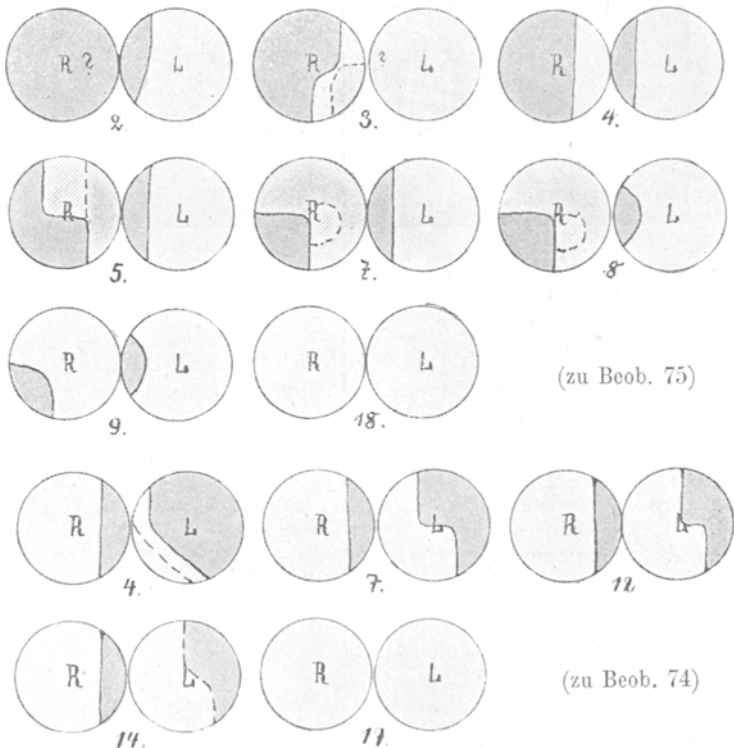 R ? L R ? L R L
2 3. 4.
R L R L R L
5. 7. 8
R L R L (zu Beob. 75)
9. 18.
R L R L R L
4. 7. 12
R L R L (zu Beob. 74)
14. 17.